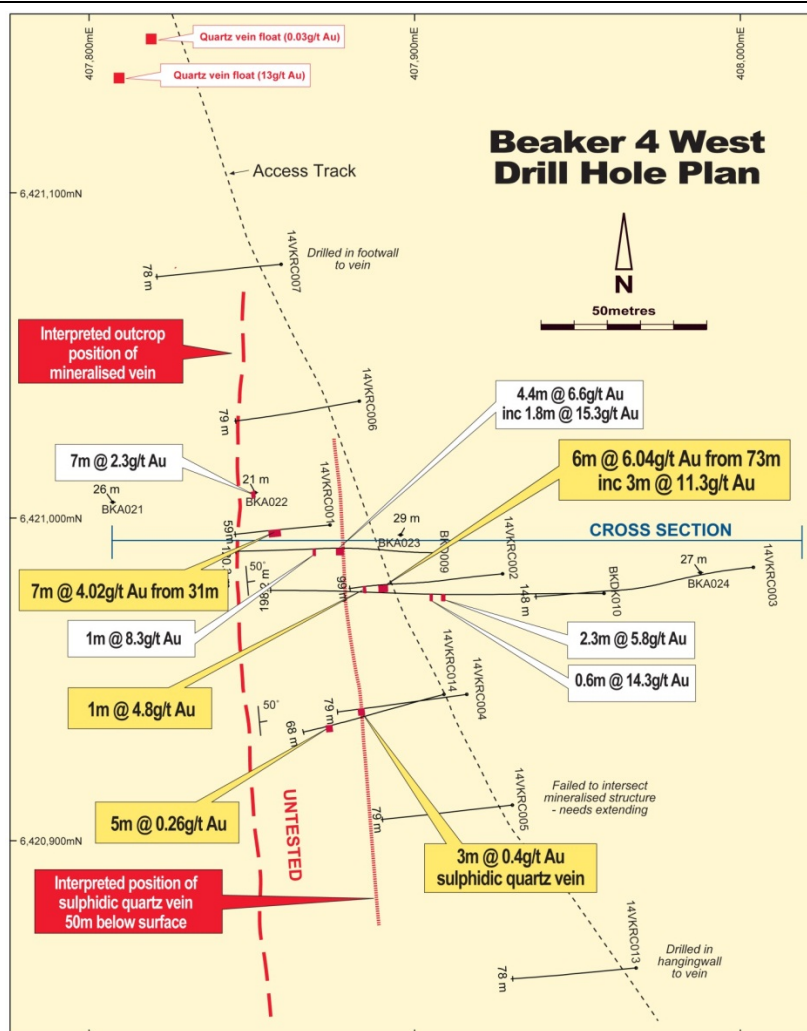 407,800
407,900
408,000
Quartz vein float (0.03g/t Au)
Quartz vein float (13g/t Au)
Beaker 4 West
Drill Hole Plan
Access Track
6,421,100mN
N
50metres
14VKRC007
Drilled in footwall
to vein
78 m
Interpreted outcrop
position of
mineralised vein
14VKRC006
79 m
4.4m @ 6.6g/t Au
inc 1.8m @ 15.3g/t Au
6m @ 6.04g/t Au from 73m
inc 3m @ 11.3g/t Au
7m @ 2.3g/t Au
21 m
BKA022
26 m
BKA021
14VKRC001
29 m
BKA023
6,421,000mN
59m
CROSS SECTION
14VKRC002
27 m
BKA024
14VKRC003
50°
99 m
148 m
BKDK010
7m @ 4.02g/t Au from 31m
1m @ 8.3g/t Au
2.3m @ 5.8g/t Au
0.6m @ 14.3g/t Au
1m @ 4.8g/t Au
14VKRC014
14VKRC004
50°
79 m
68 m
UNTESTED
14VKRC005
Failed to intersect
mineralised structure
- needs extending
79 m
5m @ 0.26g/t Au
6,420,900mN
3m @ 0.4g/t Au
sulphidic quartz vein
Interpreted position of
sulphidic quartz vein
50m below surface
14VKRC013
Drilled in
hangingwall
to vein
78 m